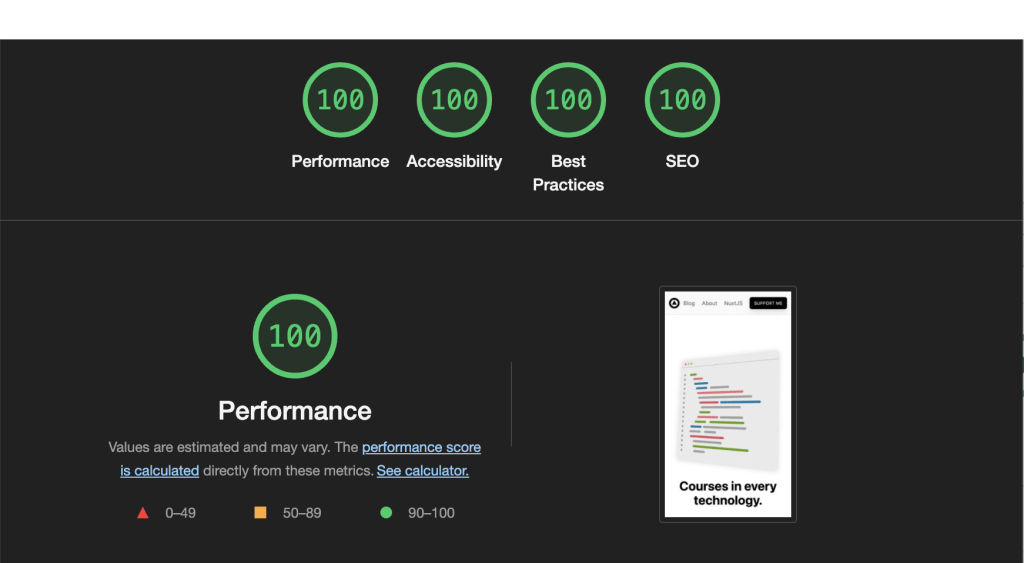 100 100 100 100
Performance Accessibility Best Practices SEO
100
Performance
Values are estimated and may vary. The performance score
is calculated directly from these metrics. See calculator.
0–49 50–89 90–100
Blog About NuxtJS SUPPORT ME
Courses in every
technology.